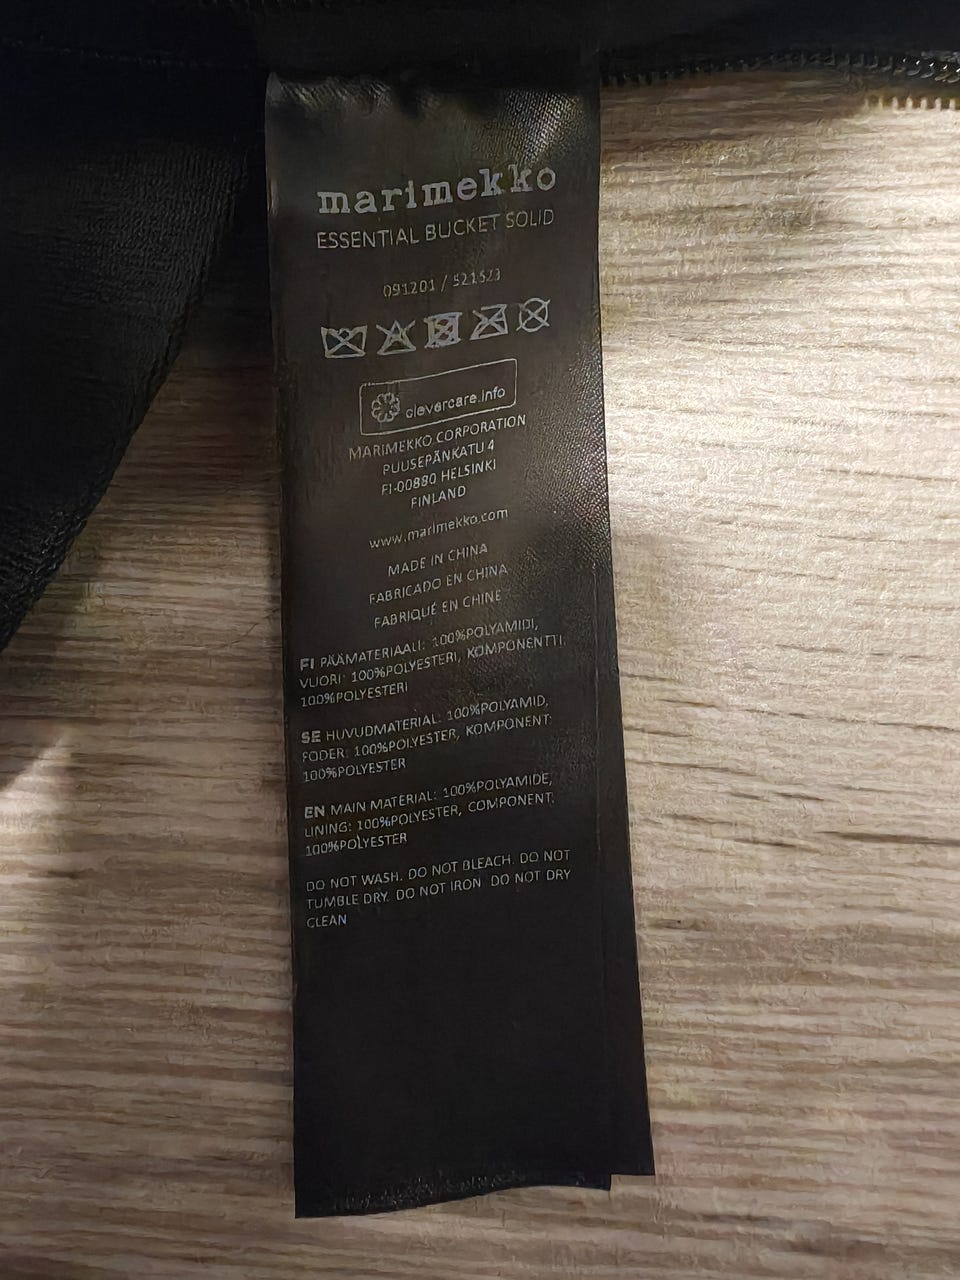 marimekko
ESSENTIAL BUCKET SOLID
091201 / 521523
clevercare.info
MARIMEKKO CORPORATION
PUUSEPÄNKATU 4
FI-00880 HELSINKI
FINLAND
www.marimekko.com
MADE IN CHINA
FABRICADO EN CHINA
FABRIQUÉ EN CHINE
FI PÄÄMATERIAALI: 100%POLYAMIDI,
VUORI: 100%POLYESTERI, KOMPONENTTI:
100%POLYESTERI
SE HUVUDMATERIAL: 100%POLYAMID,
FODER: 100%POLYESTER, KOMPONENT:
100%POLYESTER
EN MAIN MATERIAL: 100%POLYAMIDE,
LINING: 100%POLYESTER, COMPONENT:
100%POLYESTER
DO NOT WASH. DO NOT BLEACH. DO NOT
TUMBLE DRY. DO NOT IRON. DO NOT DRY
CLEAN